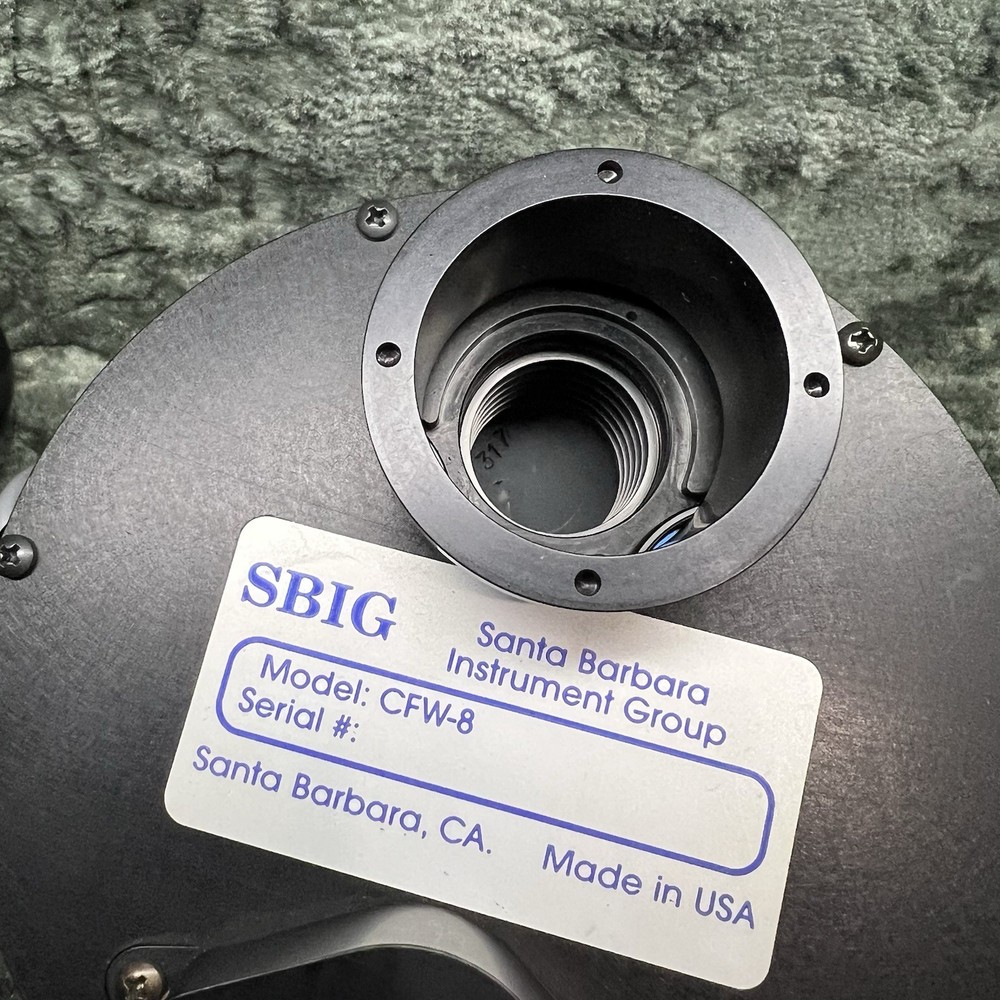 317
SBIG
Santa Barbara
Instrument Group
Model: CFW-8
Serial #:
Santa Barbara, CA. Made in USA